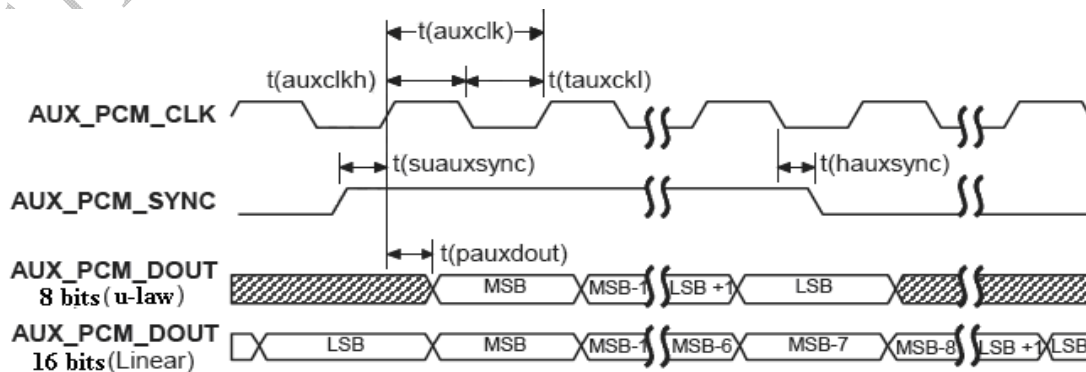 t(auxclk)
t(auxclkh) t(tauxckl)
AUX_PCM_CLK
t(suauxsync) t(hauxsync)
AUX_PCM_SYNC
t(pauxdout)
AUX_PCM_DOUT MSB MSB-1 LSB +1 LSB
8 bits(u-law)
AUX_PCM_DOUT LSB MSB MSB-1 MSB-6 MSB-7 MSB-8 LSB +1 LSB
16 bits(Linear)